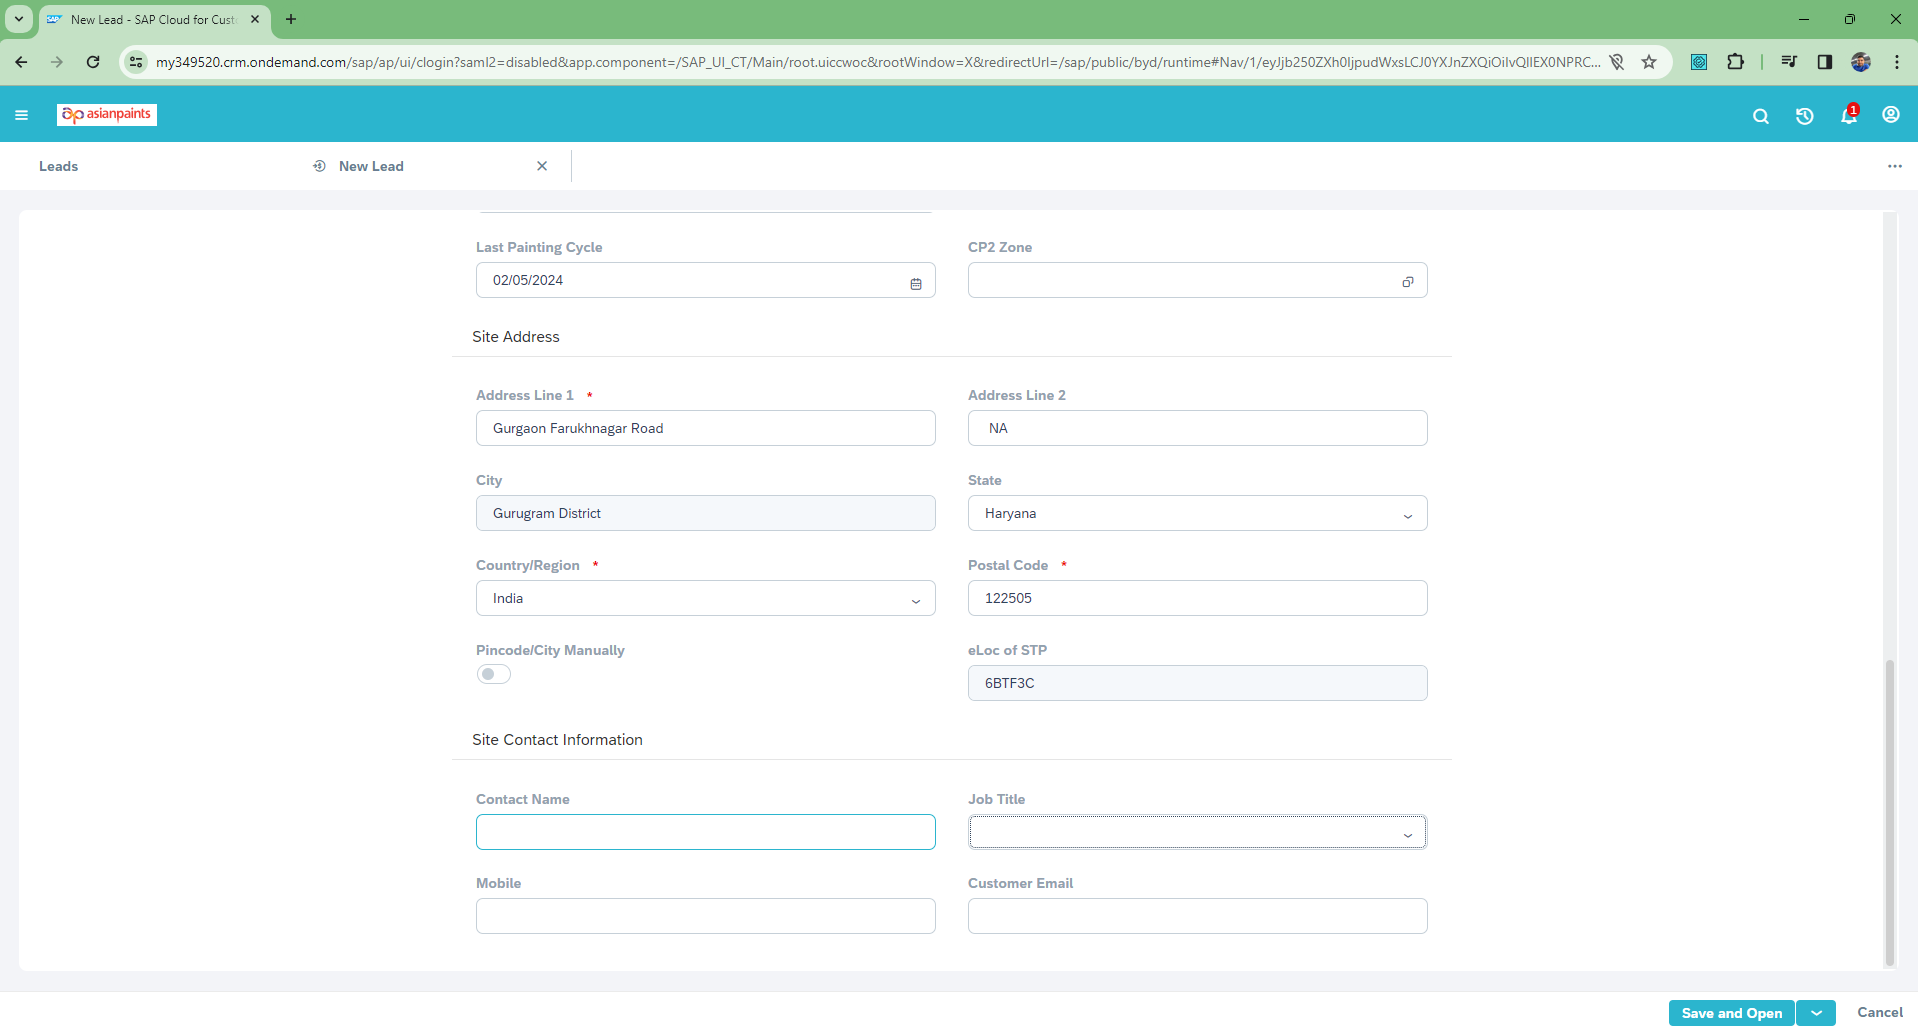 New Lead - SAP Cloud for Cust
my349520.crm.ondemand.com/sap/ap/ui/clogin?saml2=disabled&app.component=/SAP_UI_CT/Main/root.uiccwoc&rootWindow=X&redirectUrl=/sap/public/byd/runtime#Nav/1/
asianpaints
1
Leads
New Lead
Last Painting Cycle
CP2 Zone
02/05/2024
Site Address
Address Line 1 *
Address Line 2
Gurgaon Farukhnagar Road
NA
City
State
Gurugram District
Haryana
Country/Region *
Postal Code *
India
122505
Pincode/City Manually
eLoc of STP
6BTF3C
Site Contact Information
Contact Name
Job Title
Mobile
Customer Email
Save and Open
Cancel